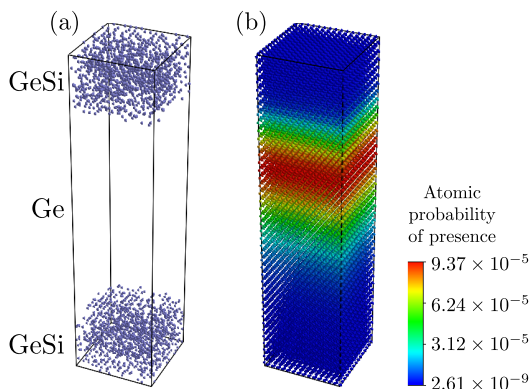 (a)
(b)
GeSi
Ge
GeSi
Atomic
probability
of presence
9.37 × 10⁻⁵
6.24 × 10⁻⁵
3.12 × 10⁻⁵
2.61 × 10⁻⁹